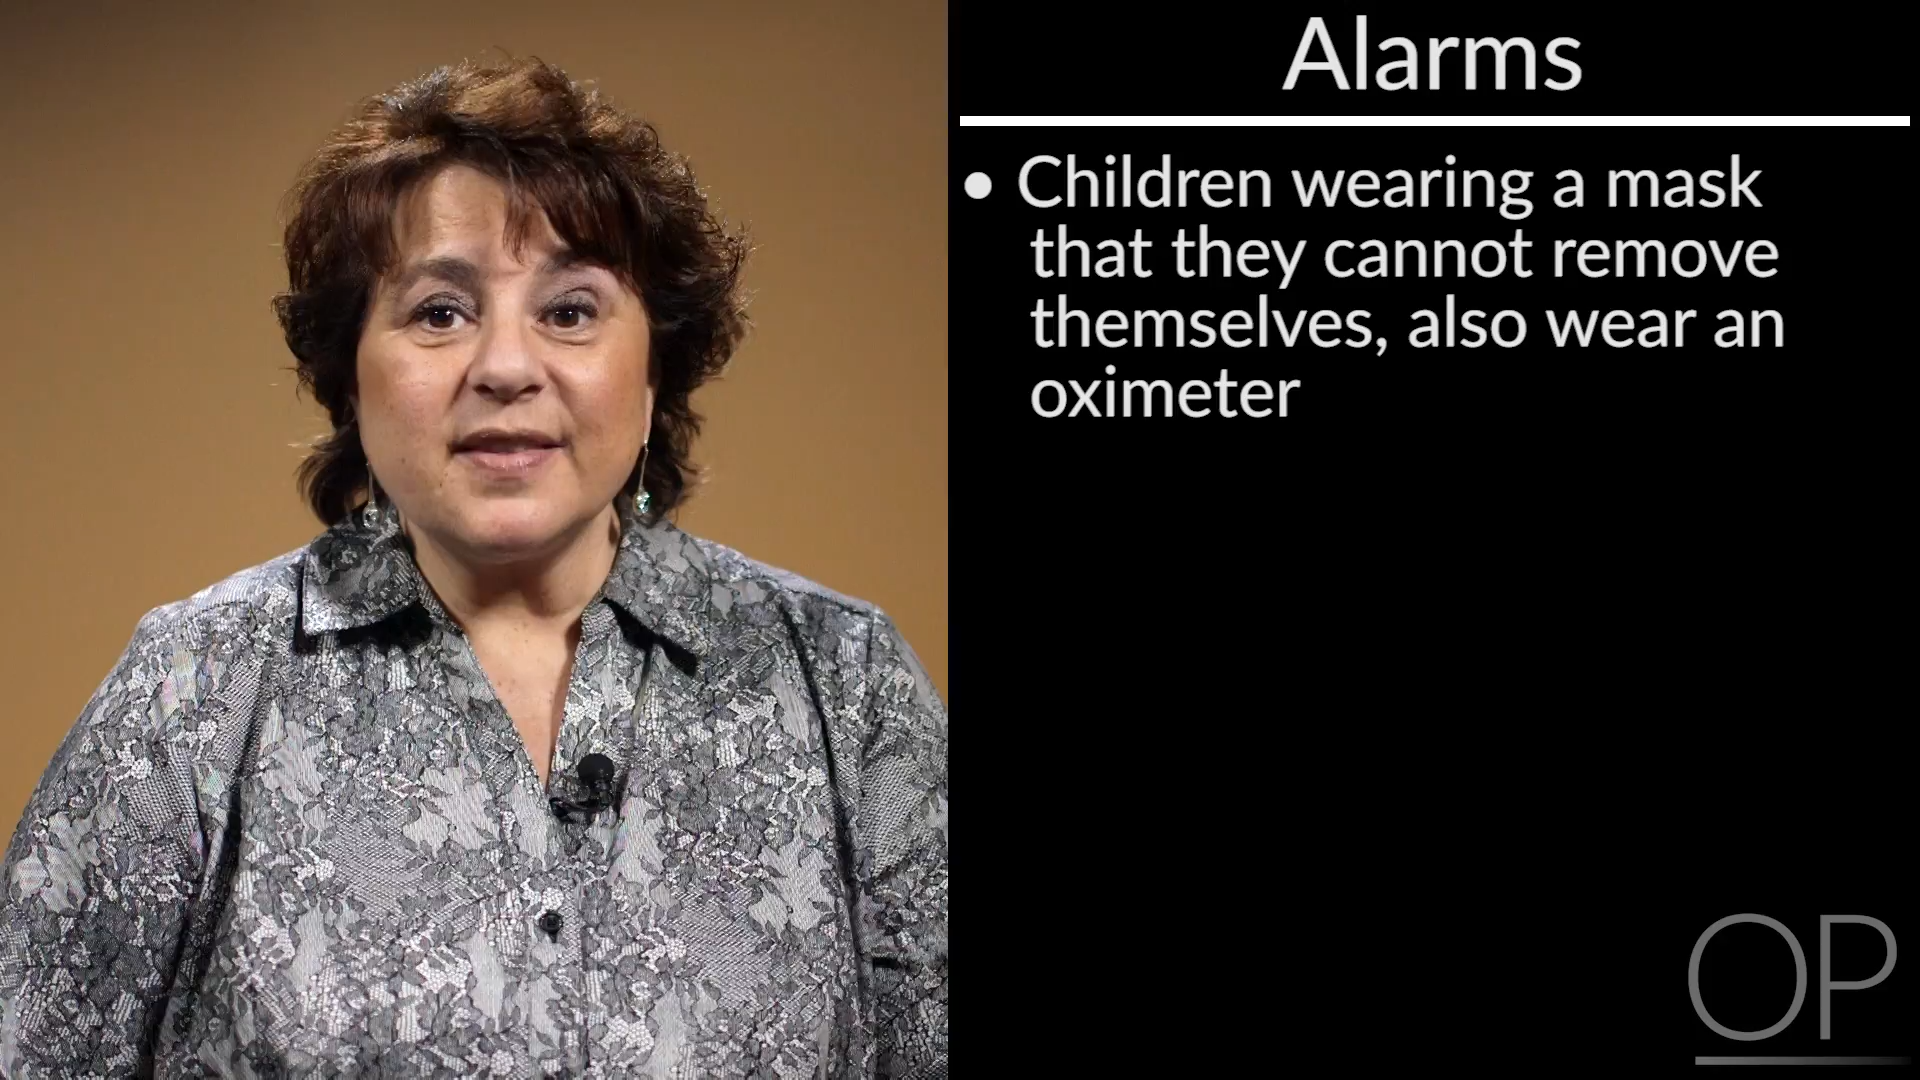 Alarms
• Children wearing a mask
that they cannot remove
themselves, also wear an
oximeter
OP